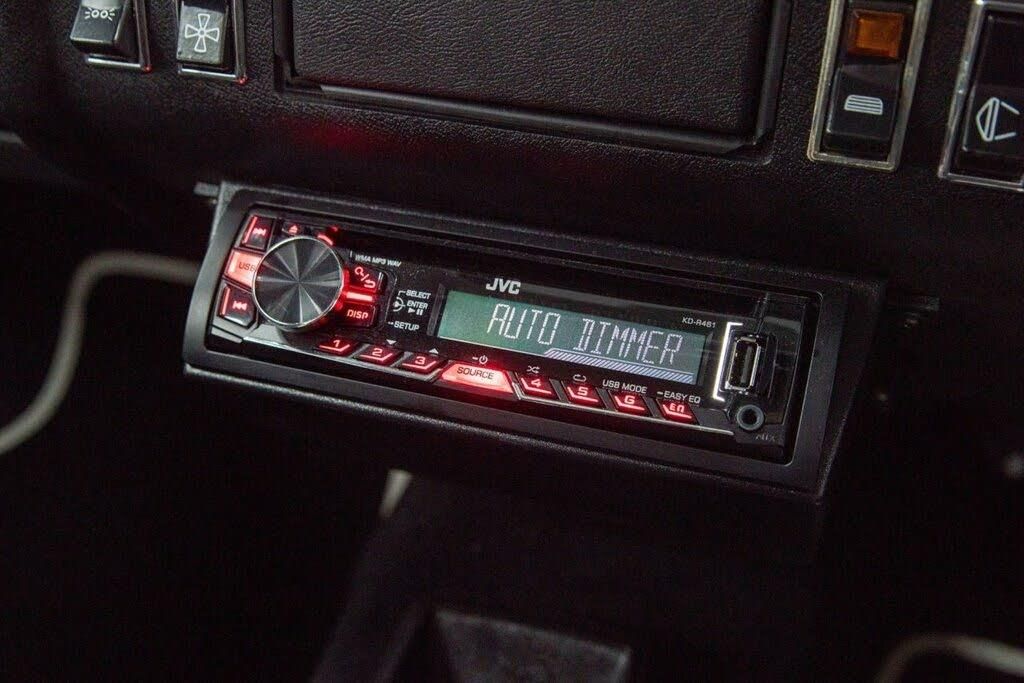 WMA MP3 WAV
JVC
KD-R461
USB
DISP
SELECT
ENTER
SETUP
AUTO DIMMER
1
2
3
SOURCE
4
5
6
EQ
USB MODE
EASY EQ
AUX